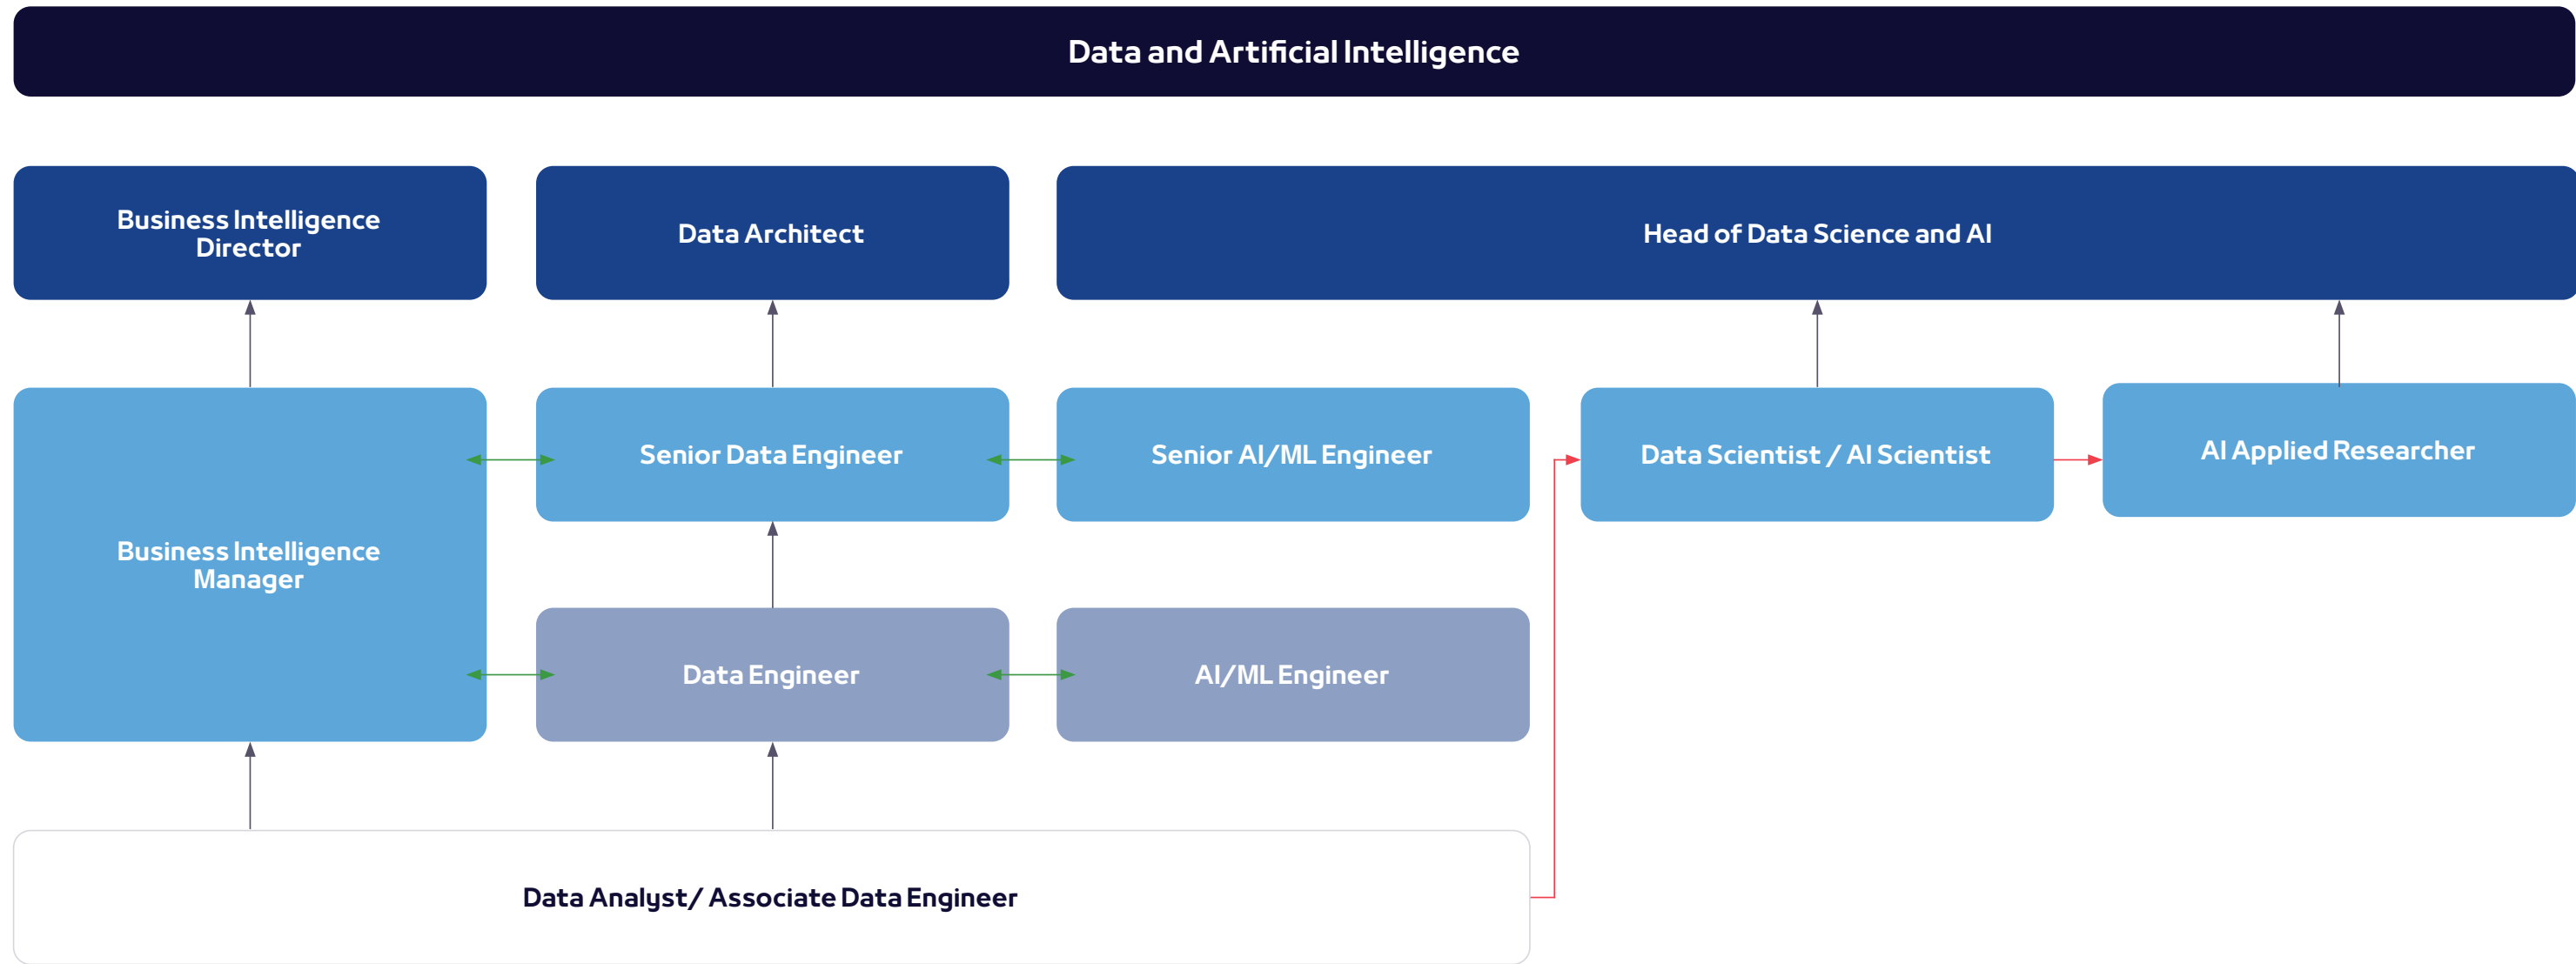 Data and Artificial Intelligence
Business Intelligence
Director
Data Architect
Head of Data Science and AI
Senior Data Engineer
Senior AI/ML Engineer
Data Scientist / AI Scientist
AI Applied Researcher
Business Intelligence
Manager
Data Engineer
AI/ML Engineer
Data Analyst/ Associate Data Engineer